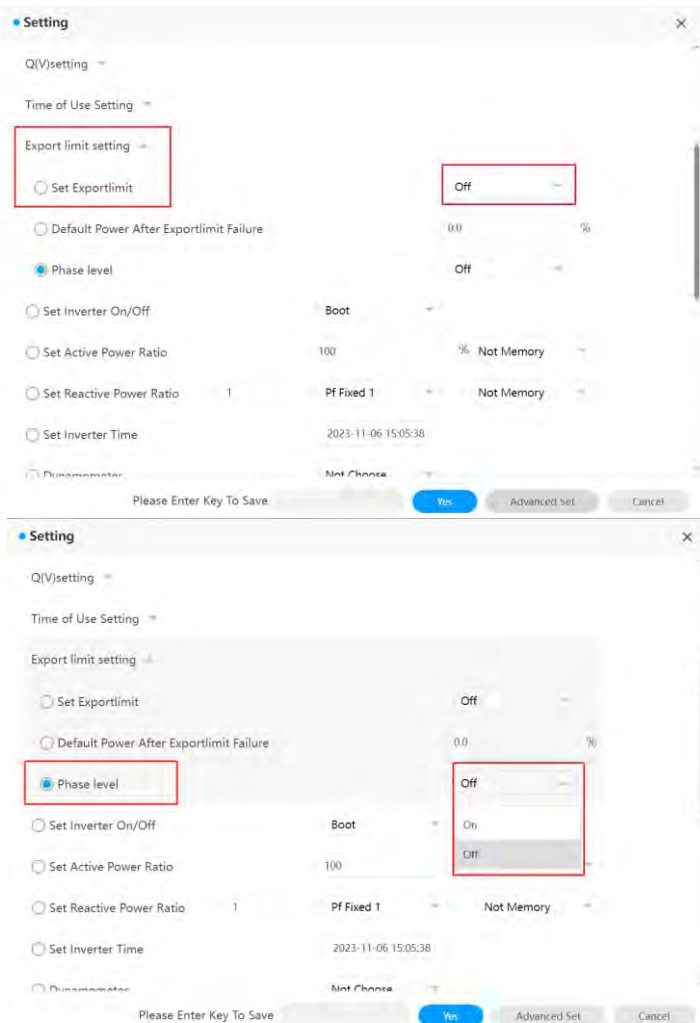 Setting
Q(V)setting
Time of Use Setting
Export limit setting
Set Exportlimit Off
Default Power After Exportlimit Failure 0.0 %
Phase level Off
Set Inverter On/Off Boot
Set Active Power Ratio 100 % Not Memory
Set Reactive Power Ratio 1 Pf Fixed 1 Not Memory
Set Inverter Time 2023-11-06 15:05:38
Dynamometer Not Choose
Please Enter Key To Save Yes Advanced Set Cancel
Setting
Q(V)setting
Time of Use Setting
Export limit setting
Set Exportlimit Off
Default Power After Exportlimit Failure 0.0 %
Phase level Off
Set Inverter On/Off Boot On
Off
Set Active Power Ratio 100
Set Reactive Power Ratio 1 Pf Fixed 1 Not Memory
Set Inverter Time 2023-11-06 15:05:38
Dynamometer Not Choose
Please Enter Key To Save Yes Advanced Set Cancel